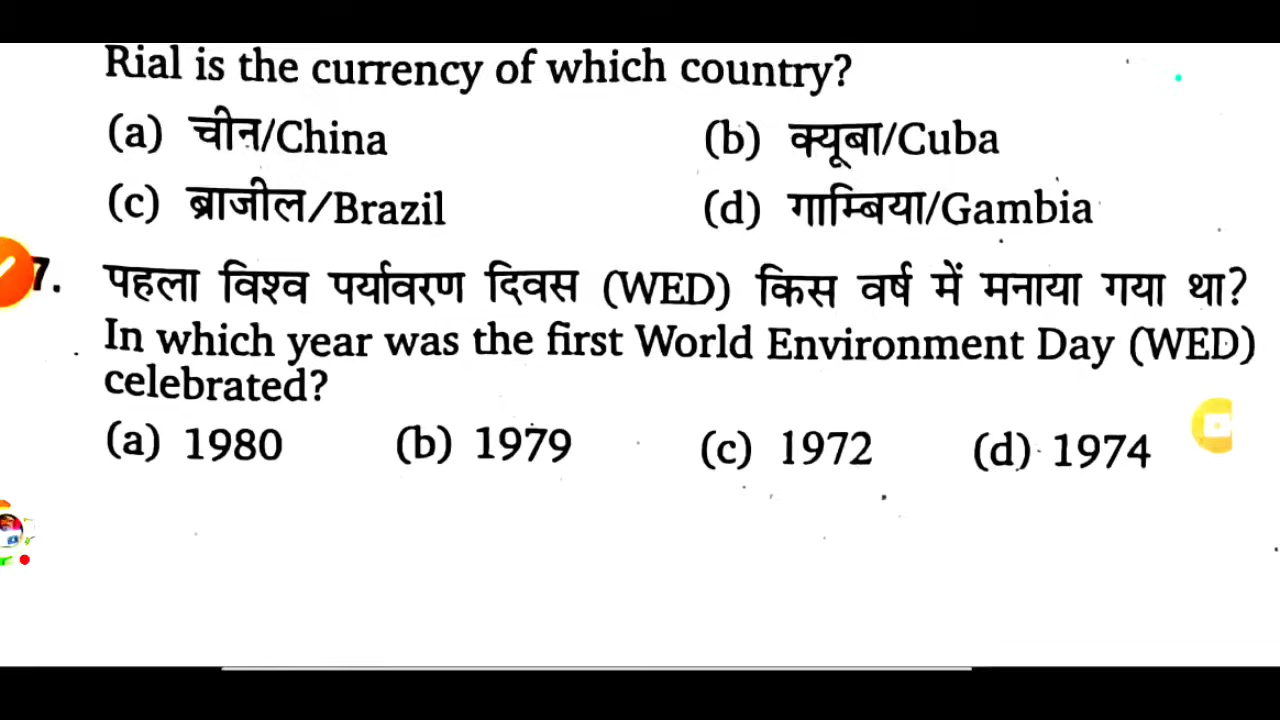 Rial is the currency of which country?
(a) चीन/China (b) क्यूबा/Cuba
(c) ब्राजील/Brazil (d) गाम्बिया/Gambia
7. पहला विश्व पर्यावरण दिवस (WED) किस वर्ष में मनाया गया था?
In which year was the first World Environment Day (WED)
celebrated?
(a) 1980 (b) 1979 (c) 1972 (d) 1974